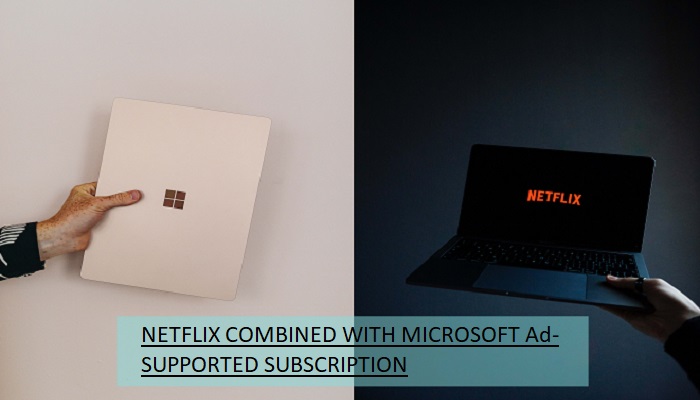 NETFLIX
NETFLIX COMBINED WITH MICROSOFT Ad-
SUPPORTED SUBSCRIPTION